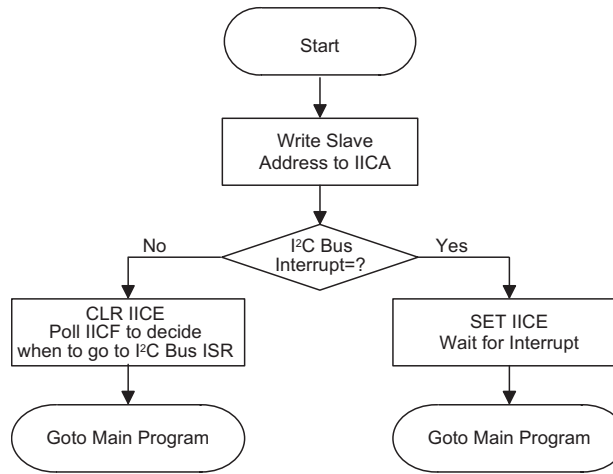 Start
Write Slave
Address to IICA
I²C Bus
Interrupt=?
No
Yes
CLR IICE
Poll IICF to decide
when to go to I²C Bus ISR
SET IICE
Wait for Interrupt
Goto Main Program
Goto Main Program